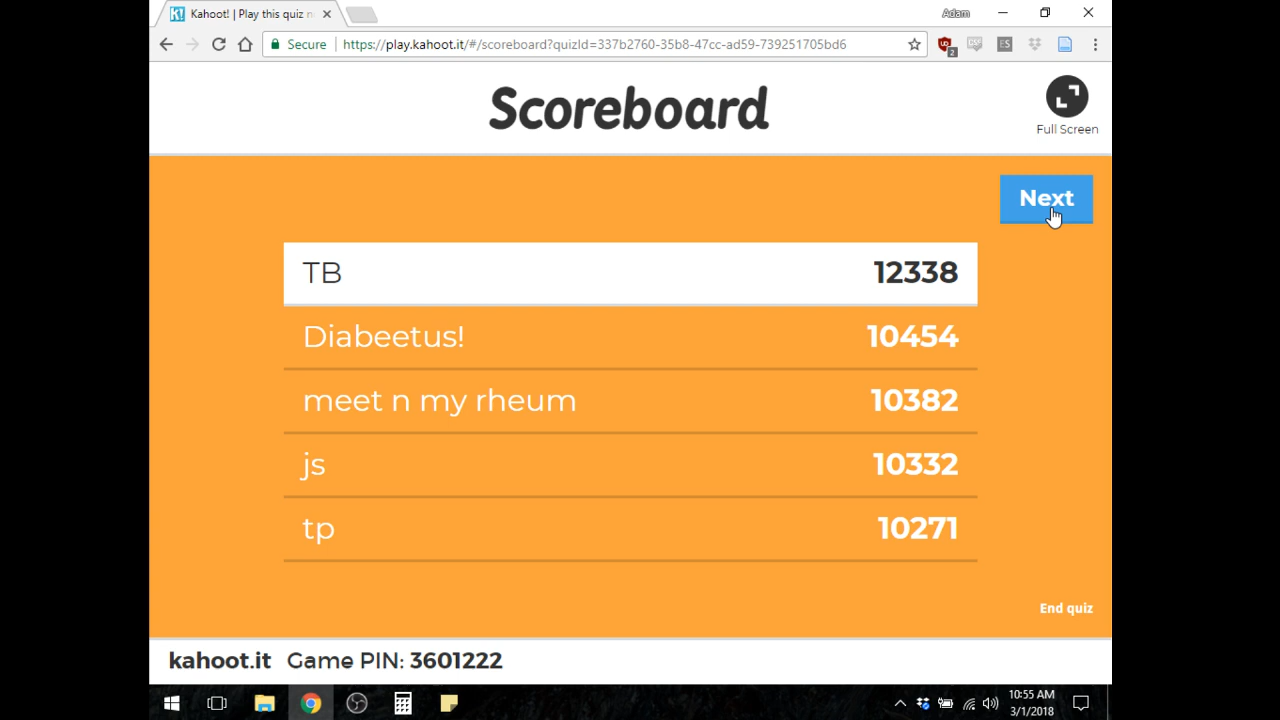 Kahoot! | Play this quiz n
Adam
Secure
https://play.kahoot.it/#/scoreboard?quizId=337b2760-35b8-47cc-ad59-739251705bd6
2
ES
Scoreboard
Full Screen
Next
TB 12338
Diabeetus! 10454
meet n my rheum 10382
js 10332
tp 10271
End quiz
kahoot.it Game PIN: 3601222
10:55 AM
3/1/2018